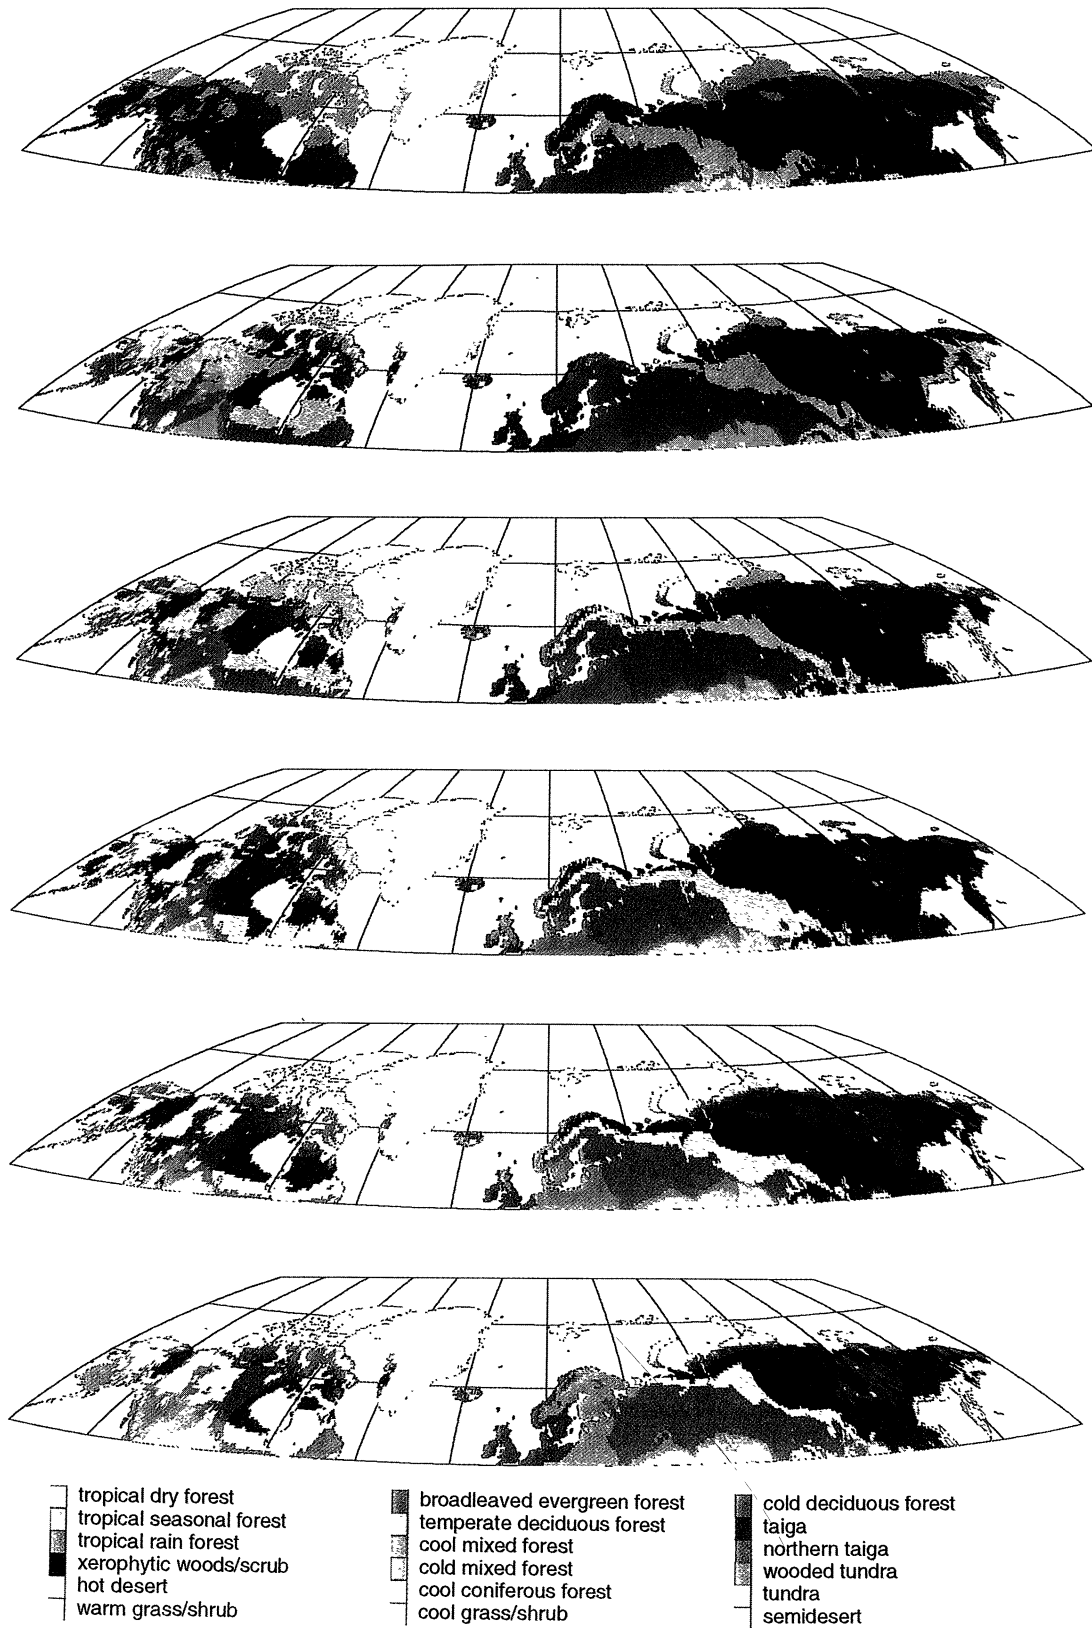 tropical dry forest
tropical seasonal forest
tropical rain forest
xerophytic woods/scrub
hot desert
warm grass/shrub
broadleaved evergreen forest
temperate deciduous forest
cool mixed forest
cold mixed forest
cool coniferous forest
cool grass/shrub
cold deciduous forest
taiga
northern taiga
wooded tundra
tundra
semidesert